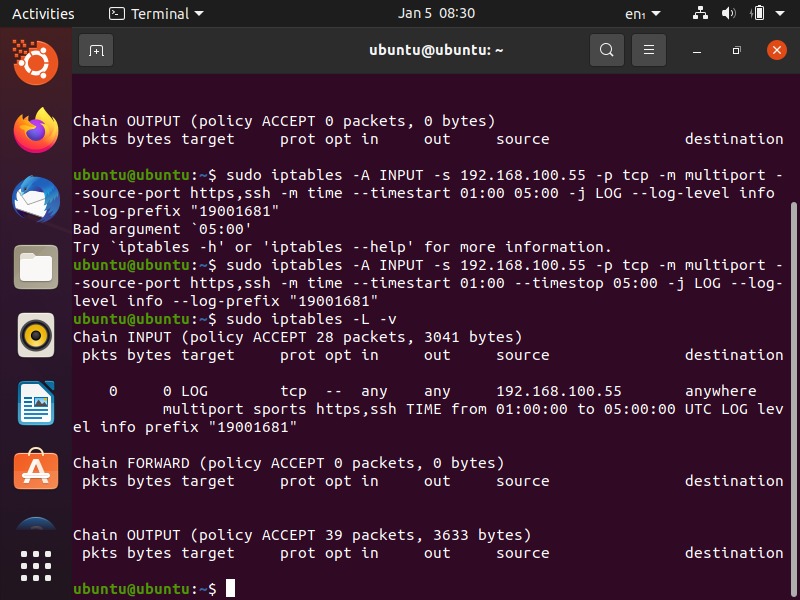 Activities Terminal Jan 5 08:30 en₁
ubuntu@ubuntu: ~
Chain OUTPUT (policy ACCEPT 0 packets, 0 bytes)
 pkts bytes target     prot opt in     out     source               destination
ubuntu@ubuntu:~$ sudo iptables -A INPUT -s 192.168.100.55 -p tcp -m multiport -
-source-port https,ssh -m time --timestart 01:00 05:00 -j LOG --log-level info
--log-prefix "19001681"
Bad argument `05:00'
Try `iptables -h' or 'iptables --help' for more information.
ubuntu@ubuntu:~$ sudo iptables -A INPUT -s 192.168.100.55 -p tcp -m multiport -
-source-port https,ssh -m time --timestart 01:00 --timestop 05:00 -j LOG --log-
level info --log-prefix "19001681"
ubuntu@ubuntu:~$ sudo iptables -L -v
Chain INPUT (policy ACCEPT 28 packets, 3041 bytes)
 pkts bytes target     prot opt in     out     source               destination
    0     0 LOG        tcp  --  any    any     192.168.100.55       anywhere
          multiport sports https,ssh TIME from 01:00:00 to 05:00:00 UTC LOG lev
el info prefix "19001681"
Chain FORWARD (policy ACCEPT 0 packets, 0 bytes)
 pkts bytes target     prot opt in     out     source               destination
Chain OUTPUT (policy ACCEPT 39 packets, 3633 bytes)
 pkts bytes target     prot opt in     out     source               destination
ubuntu@ubuntu:~$